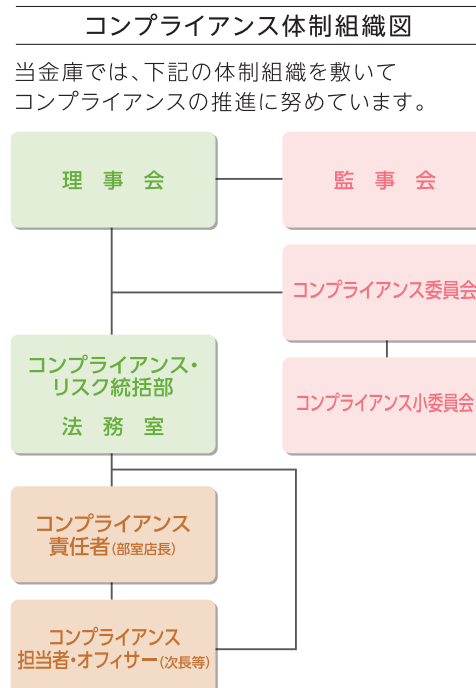 コンプライアンス体制組織図
当金庫では、下記の体制組織を敷いて
コンプライアンスの推進に努めています。
理事会
監事会
コンプライアンス委員会
コンプライアンス・
リスク統括部
法務室
コンプライアンス小委員会
コンプライアンス
責任者(部室店長)
コンプライアンス
担当者・オフィサー(次長等)